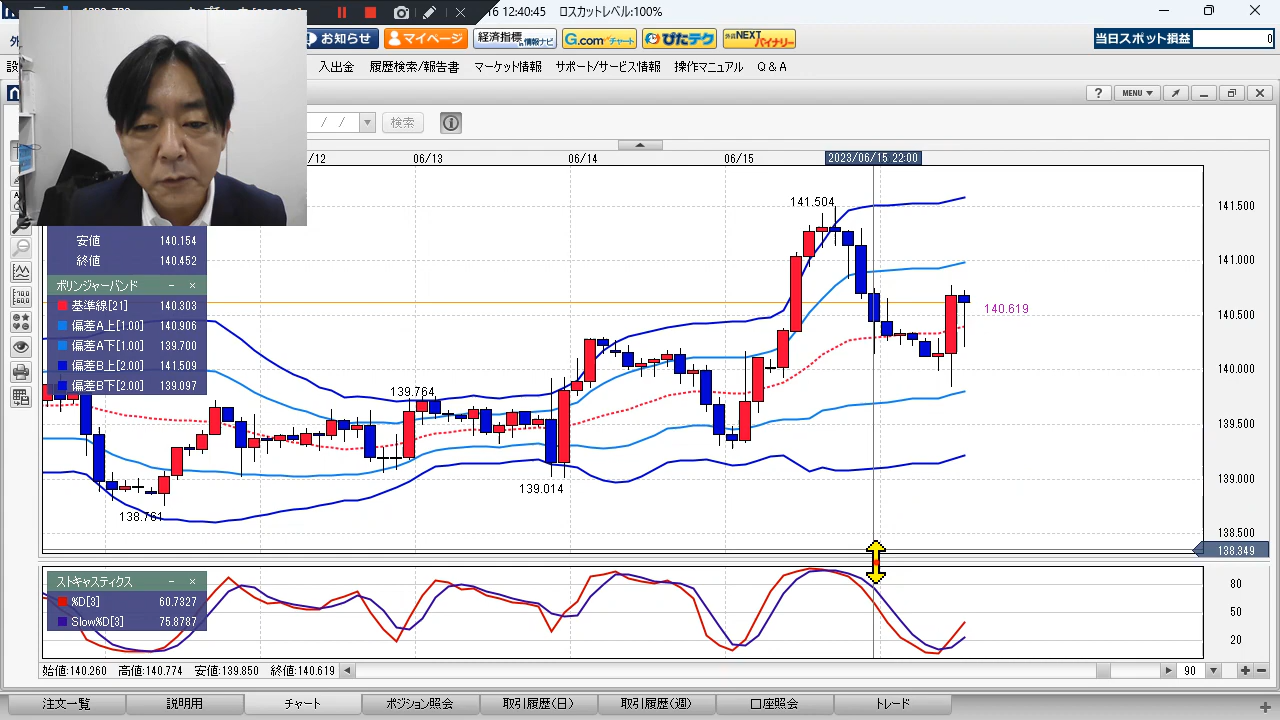 16 12:40:45 ロスカットレベル:100%
お知らせ
マイページ
経済指標情報ナビ
G.comチャート
ぴたテク
外貨NEXTバイナリー
当日スポット損益
0
入出金 履歴検索/報告書 マーケット情報 サポート/サービス情報 操作マニュアル Q&A
? MENU
/ /
検索
/12 06/13 06/14 06/15 2023/06/15 22:00
安値 140.154
終値 140.452
ボリンジャーバンド
基準線[21] 140.303
偏差A上[1.00] 140.906
偏差A下[1.00] 139.700
偏差B上[2.00] 141.509
偏差B下[2.00] 139.097
141.504
139.764
139.014
138.761
140.619
141.500
141.000
140.500
140.000
139.500
139.000
138.500
138.349
ストキャスティクス
%D[3] 60.7327
Slow%D[3] 75.8787
80
50
20
始値:140.260 高値:140.774 安値:139.850 終値:140.619
90
注文一覧 説明用 チャート ポジション照会 取引履歴(日) 取引履歴(週) 口座照会 トレード